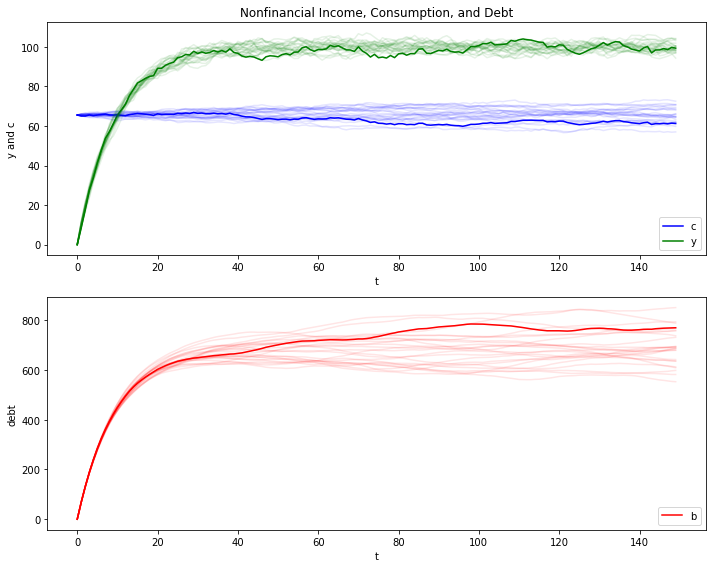 Nonfinancial Income, Consumption, and Debt
100
80
60
40
20
0
y and c
c
y
0 20 40 60 80 100 120 140
t
800
600
400
200
0
debt
b
0 20 40 60 80 100 120 140
t